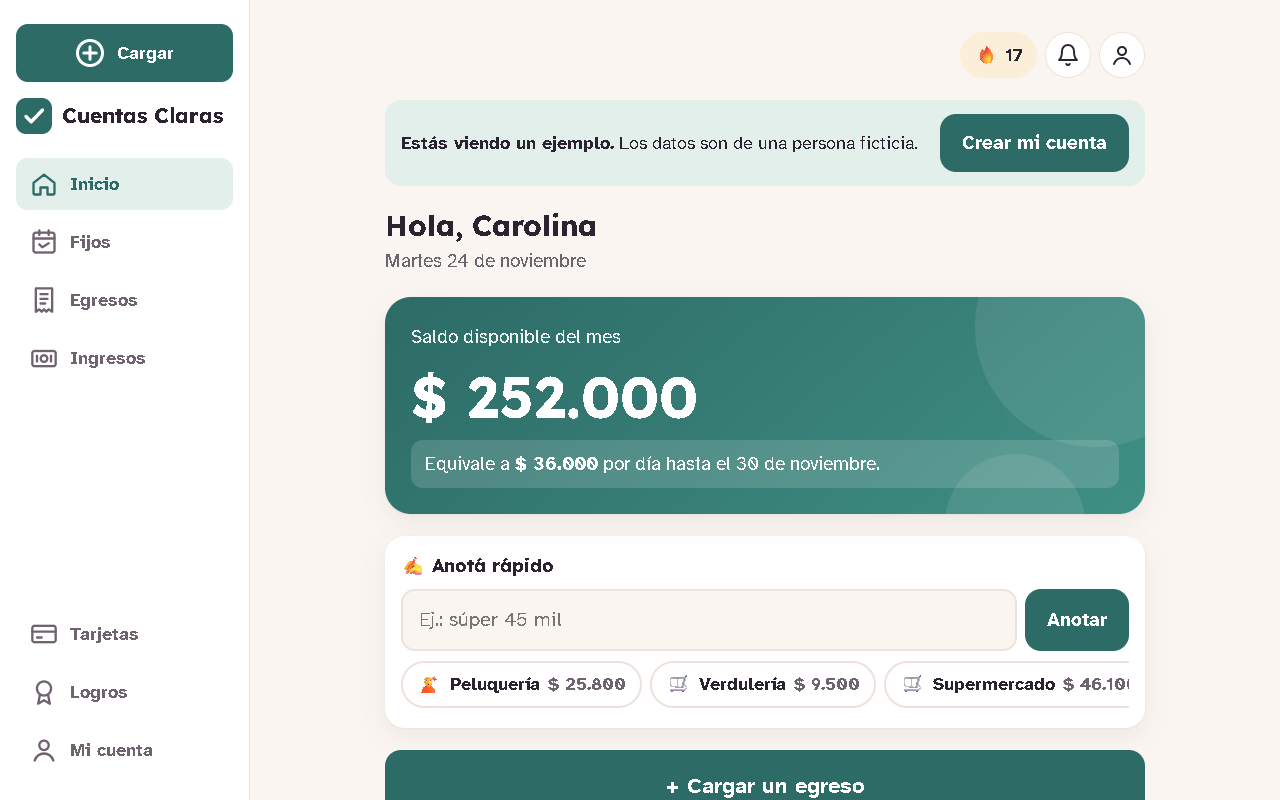 Cargar
Cuentas Claras
Inicio
Fijos
Egresos
Ingresos
Tarjetas
Logros
Mi cuenta
17
Estás viendo un ejemplo. Los datos son de una persona ficticia.
Crear mi cuenta
Hola, Carolina
Martes 24 de noviembre
Saldo disponible del mes
$ 252.000
Equivale a $ 36.000 por día hasta el 30 de noviembre.
Anotá rápido
Ej.: súper 45 mil
Anotar
Peluquería $ 25.800
Verdulería $ 9.500
Supermercado $ 46.100
+ Cargar un egreso